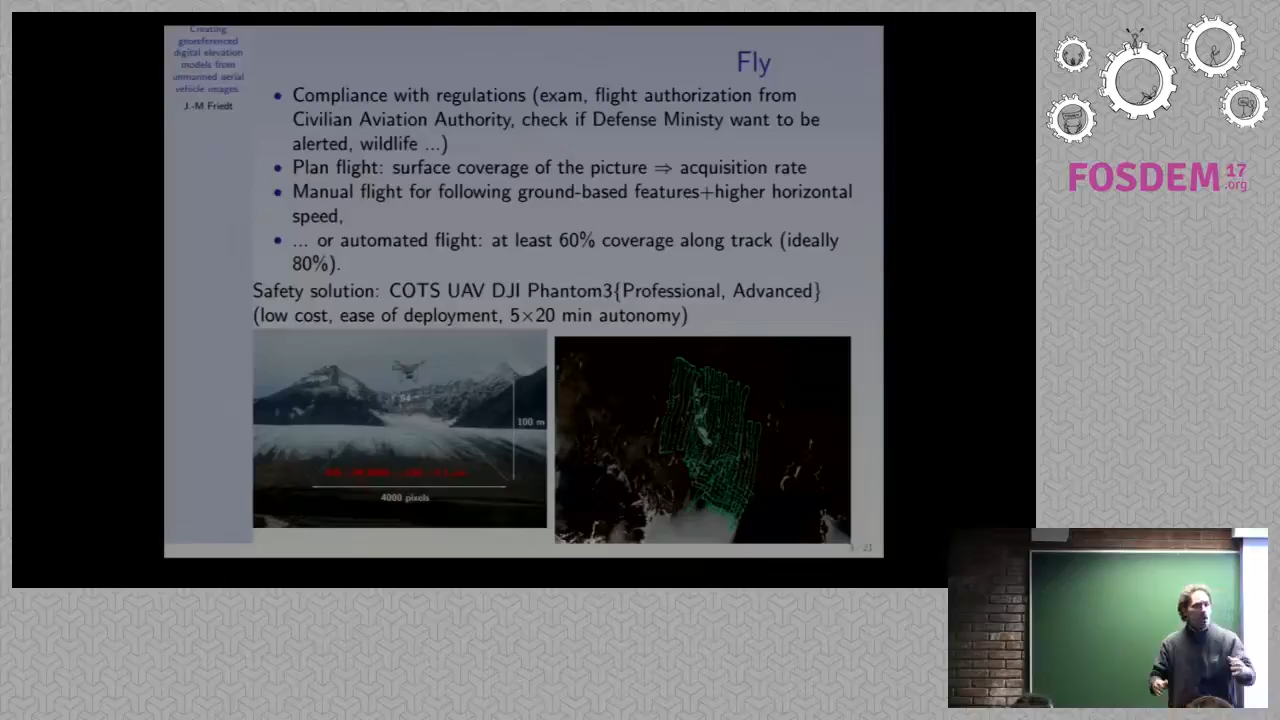 Creating
georeferenced
digital elevation
models from
unmanned aerial
vehicle images
J.-M Friedt
Fly
Compliance with regulations (exam, flight authorization from
Civilian Aviation Authority, check if Defense Ministy want to be
alerted, wildlife ...)
Plan flight: surface coverage of the picture ⇒ acquisition rate
Manual flight for following ground-based features+higher horizontal
speed,
... or automated flight: at least 60% coverage along track (ideally
80%).
Safety solution: COTS UAV DJI Phantom3{Professional, Advanced}
(low cost, ease of deployment, 5×20 min autonomy)
100 m
4000 pixels
/ 23
FOSDEM 17
.org